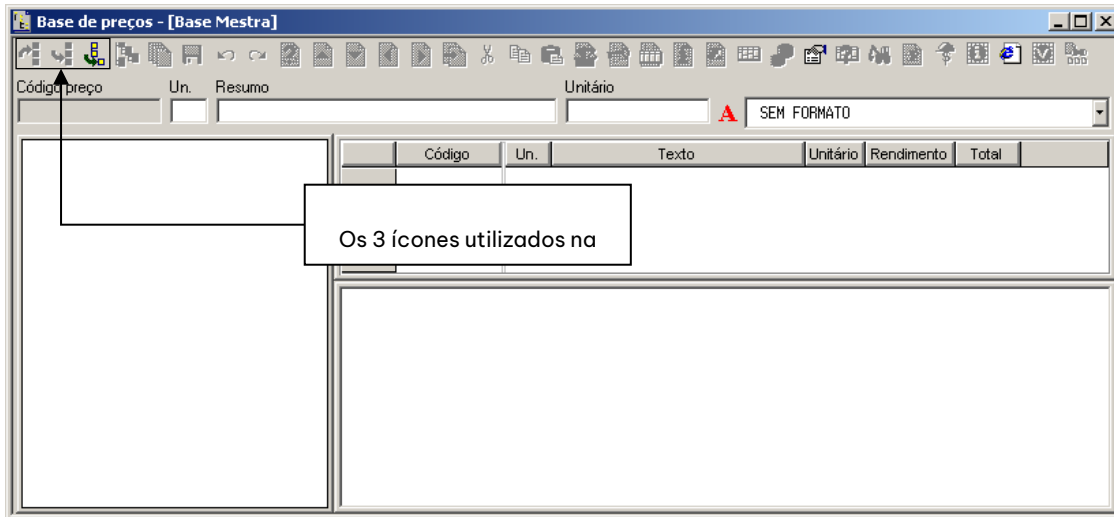 Base de preços - [Base Mestra]
Código preço Un. Resumo Unitário
A SEM FORMATO
Código Un. Texto Unitário Rendimento Total
Os 3 ícones utilizados na